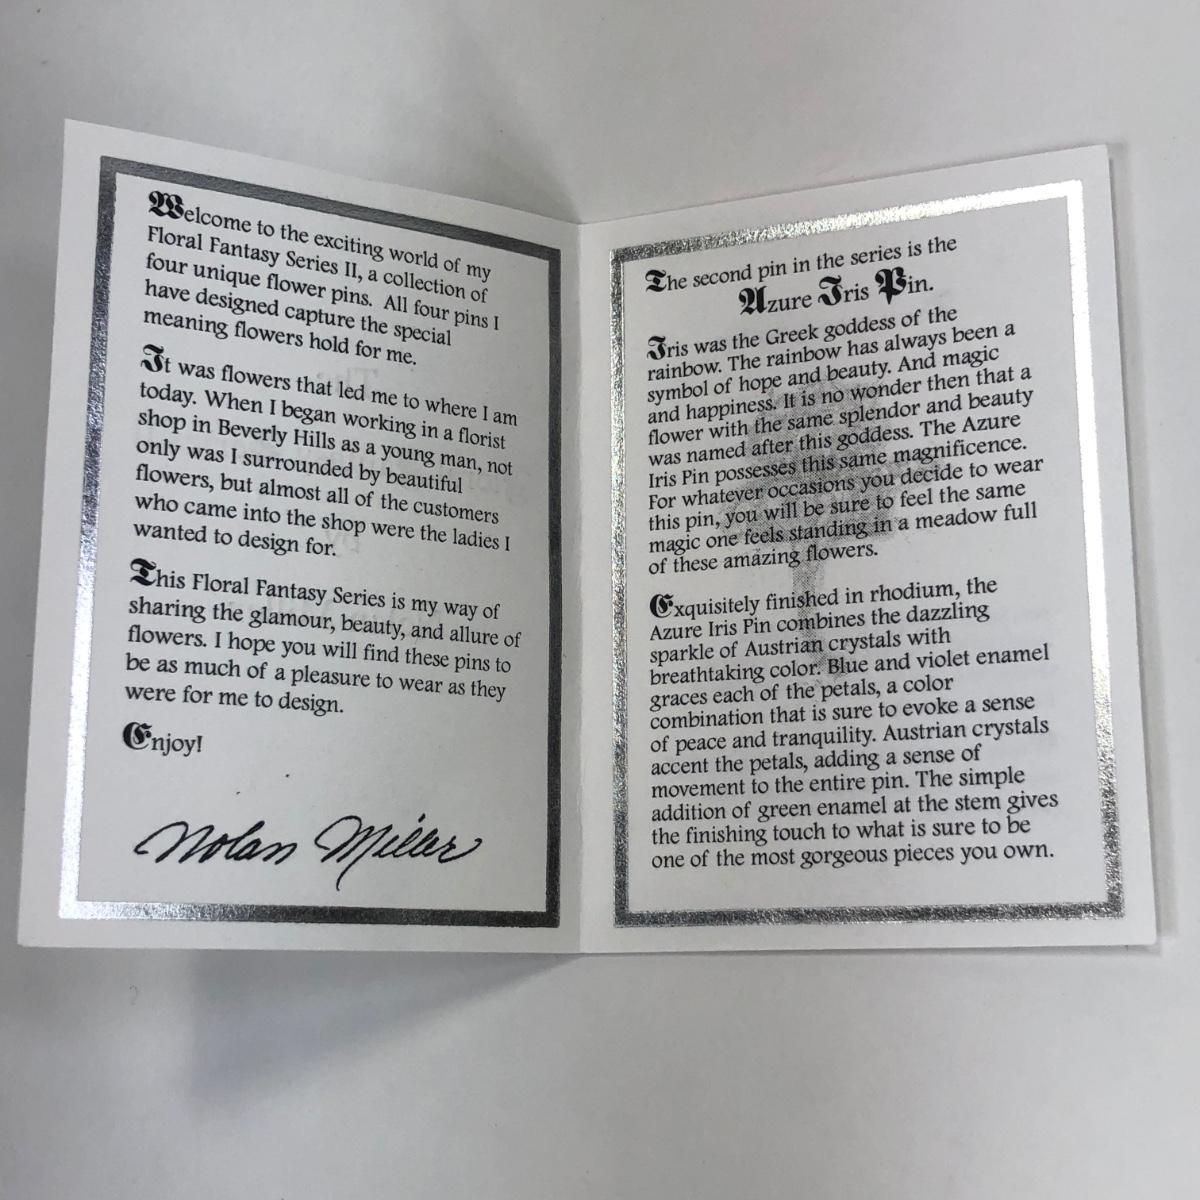 Welcome to the exciting world of my
Floral Fantasy Series II, a collection of
four unique flower pins. All four pins I
have designed capture the special
meaning flowers hold for me.
It was flowers that led me to where I am
today. When I began working in a florist
shop in Beverly Hills as a young man, not
only was I surrounded by beautiful
flowers, but almost all of the customers
who came into the shop were the ladies I
wanted to design for.
This Floral Fantasy Series is my way of
sharing the glamour, beauty, and allure of
flowers. I hope you will find these pins to
be as much of a pleasure to wear as they
were for me to design.
Enjoy!
Nolan Miller
The second pin in the series is the
Azure Iris Pin.
Iris was the Greek goddess of the
rainbow. The rainbow has always been a
symbol of hope and beauty. And magic
and happiness. It is no wonder then that a
flower with the same splendor and beauty
was named after this goddess. The Azure
Iris Pin possesses this same magnificence.
For whatever occasions you decide to wear
this pin, you will be sure to feel the same
magic one feels standing in a meadow full
of these amazing flowers.
Exquisitely finished in rhodium, the
Azure Iris Pin combines the dazzling
sparkle of Austrian crystals with
breathtaking color. Blue and violet enamel
graces each of the petals, a color
combination that is sure to evoke a sense
of peace and tranquility. Austrian crystals
accent the petals, adding a sense of
movement to the entire pin. The simple
addition of green enamel at the stem gives
the finishing touch to what is sure to be
one of the most gorgeous pieces you own.